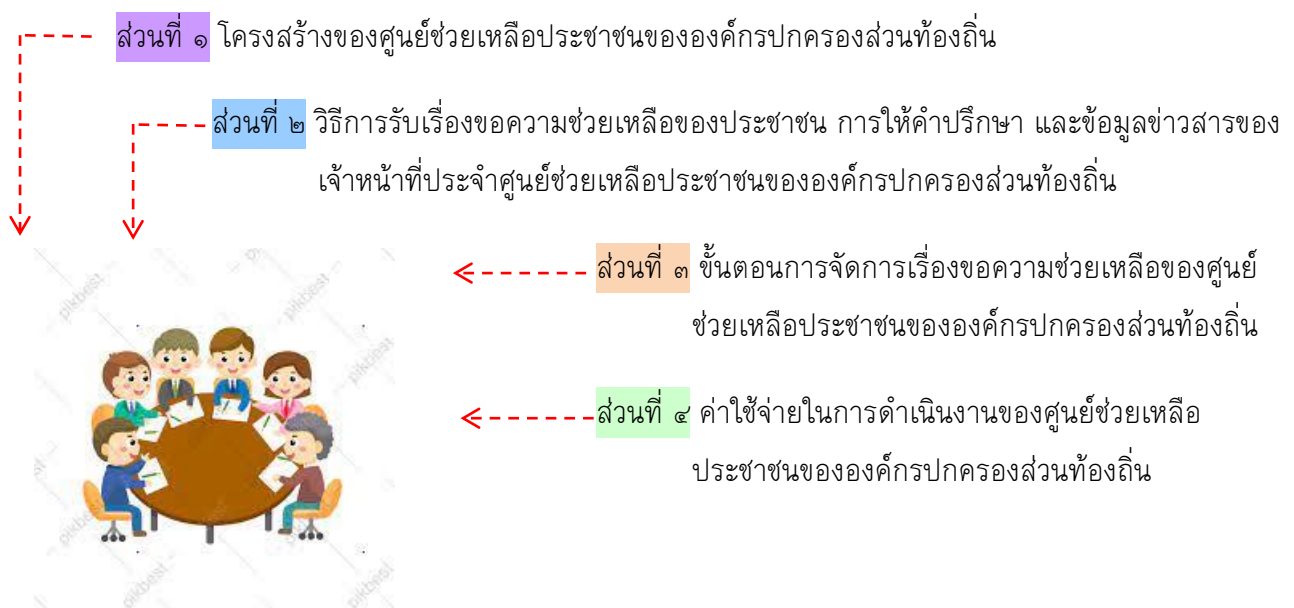 ส่วนที่ ๑ โครงสร้างของศูนย์ช่วยเหลือประชาชนขององค์กรปกครองส่วนท้องถิ่น
ส่วนที่ ๒ วิธีการรับเรื่องขอความช่วยเหลือของประชาชน การให้คำปรึกษา และข้อมูลข่าวสารของ
เจ้าหน้าที่ประจำศูนย์ช่วยเหลือประชาชนขององค์กรปกครองส่วนท้องถิ่น
ส่วนที่ ๓ ขั้นตอนการจัดการเรื่องขอความช่วยเหลือของศูนย์
ช่วยเหลือประชาชนขององค์กรปกครองส่วนท้องถิ่น
ส่วนที่ ๔ ค่าใช้จ่ายในการดำเนินงานของศูนย์ช่วยเหลือ
ประชาชนขององค์กรปกครองส่วนท้องถิ่น
pikbest
pikbest
pikbest
pikbest
pikbest